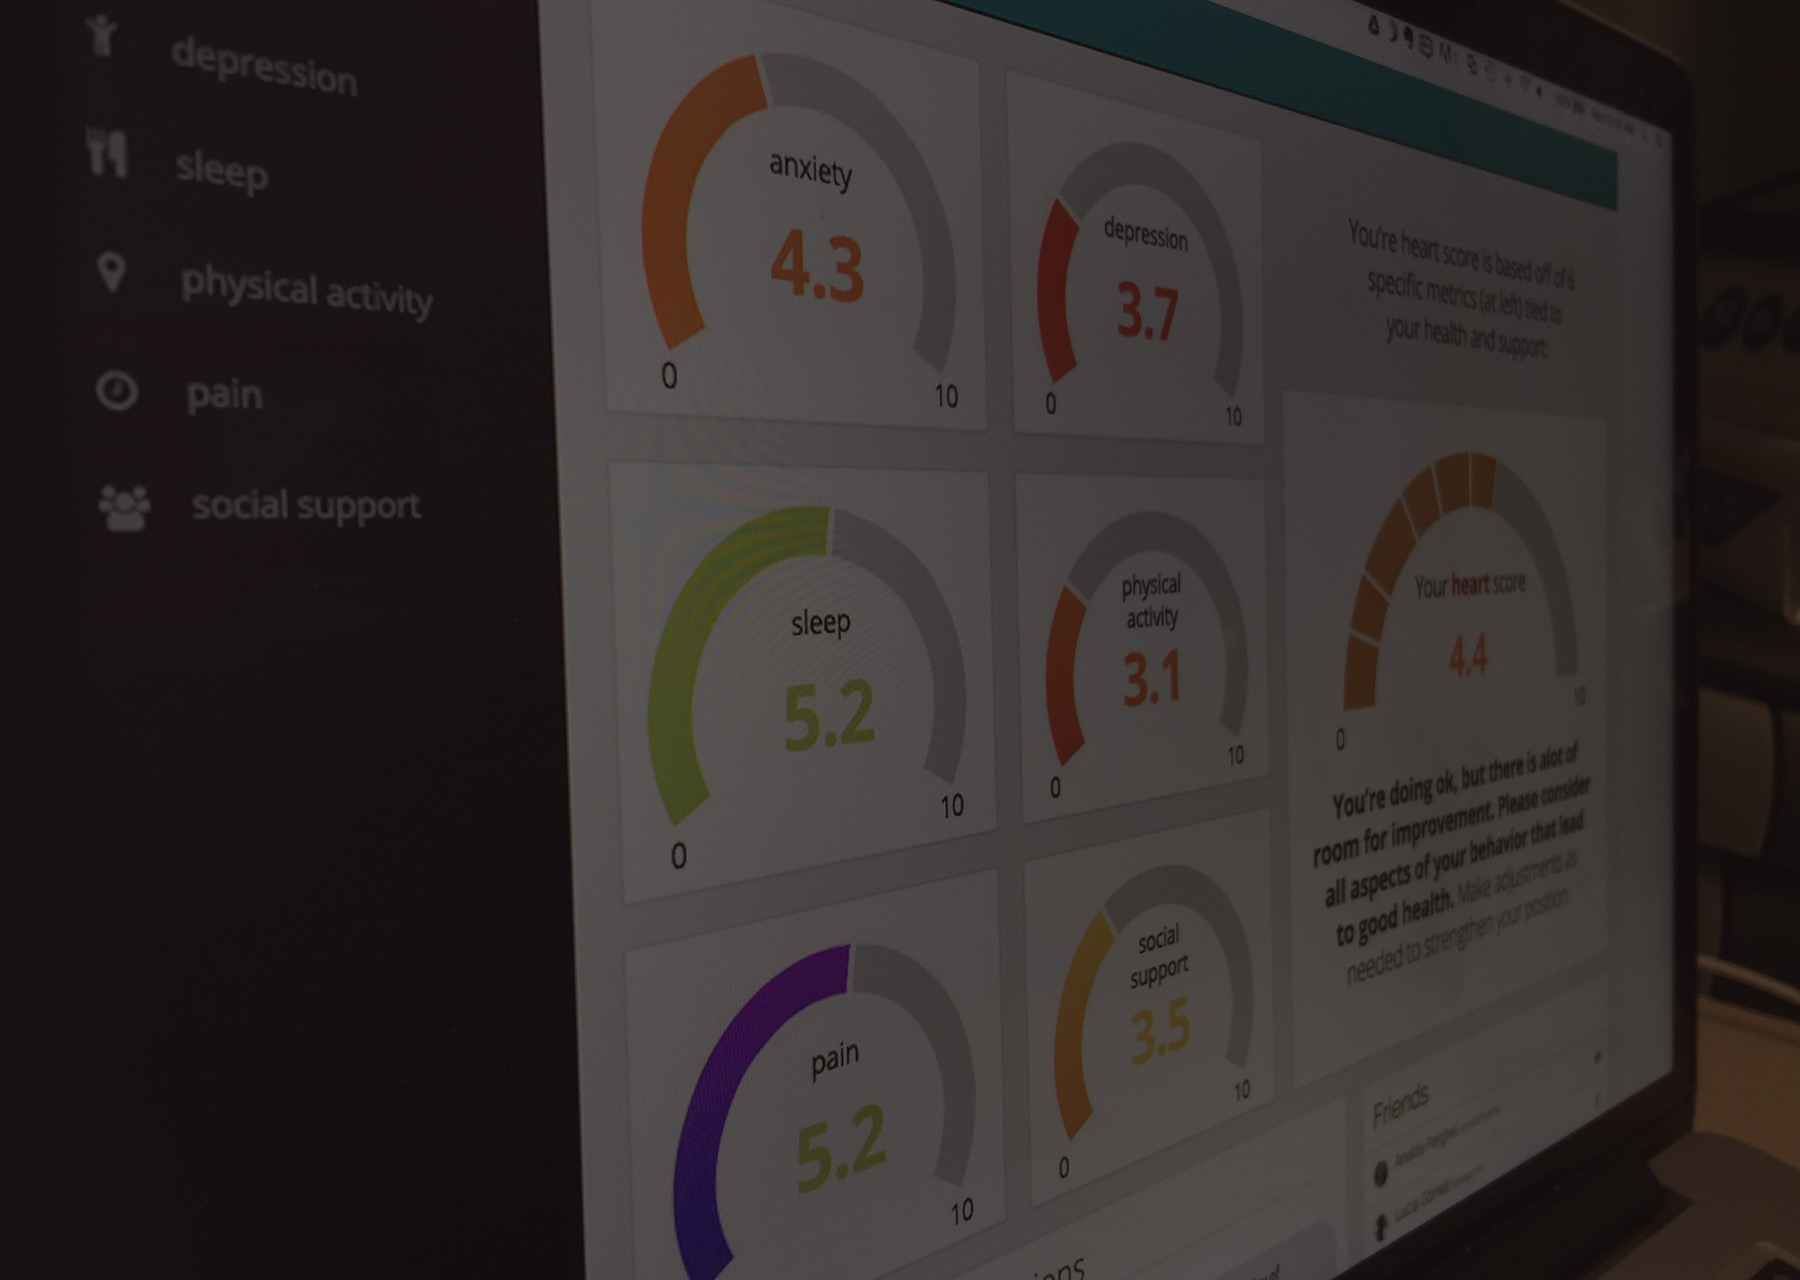 depression
sleep
physical activity
pain
social support
anxiety
4.3
0
10
depression
3.7
0
10
sleep
5.2
0
10
physical
activity
3.1
0
10
pain
5.2
10
social
support
3.5
0
10
You're heart score is based off of 6
specific metrics (at left) tied to
your health and support:
Your heart score
4.4
0
10
You're doing ok, but there is alot of
room for improvement. Please consider
all aspects of your behavior that lead
to good health. Make adjustments as
needed to strengthen your position.
Friends
Lucia Gomez